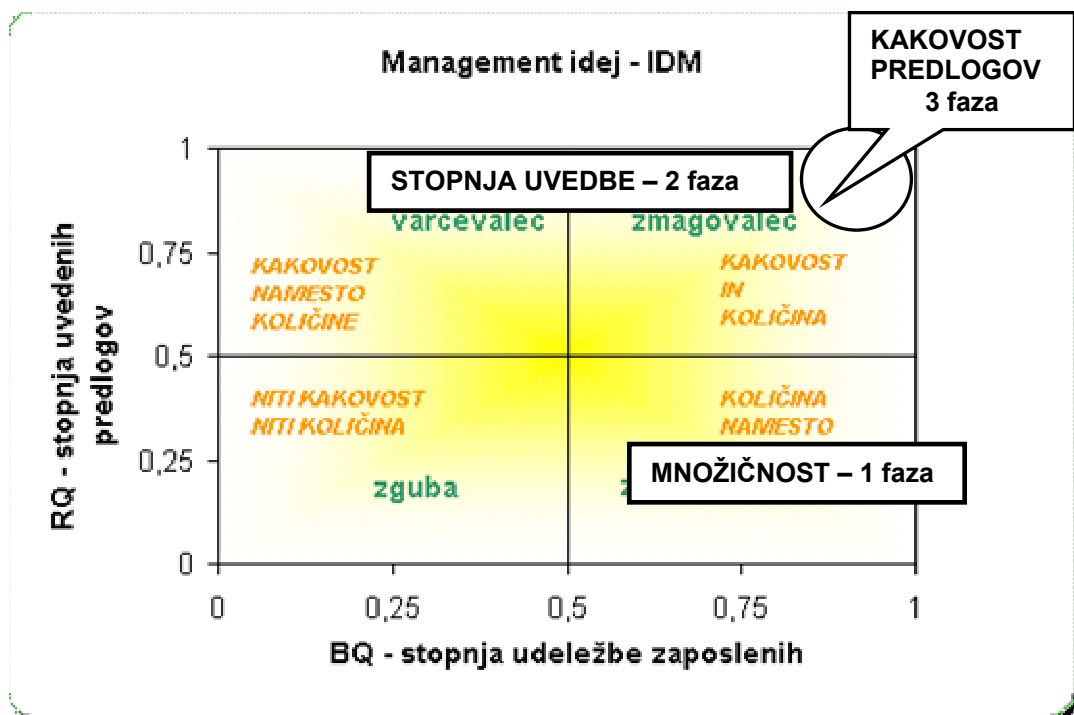 KAKOVOST
PREDLOGOV
3 faza
Management idej - IDM
STOPNJA UVEDBE – 2 faza
varčevalec
zmagovalec
KAKOVOST
NAMESTO
KOLIČINE
KAKOVOST
IN
KOLIČINA
NITI KAKOVOST
NITI KOLIČINA
KOLIČINA
NAMESTO
MNOŽIČNOST – 1 faza
zguba
RQ - stopnja uvedenih
predlogov
1
0,75
0,5
0,25
0
0
0,25
0,5
0,75
1
BQ - stopnja udeležbe zaposlenih